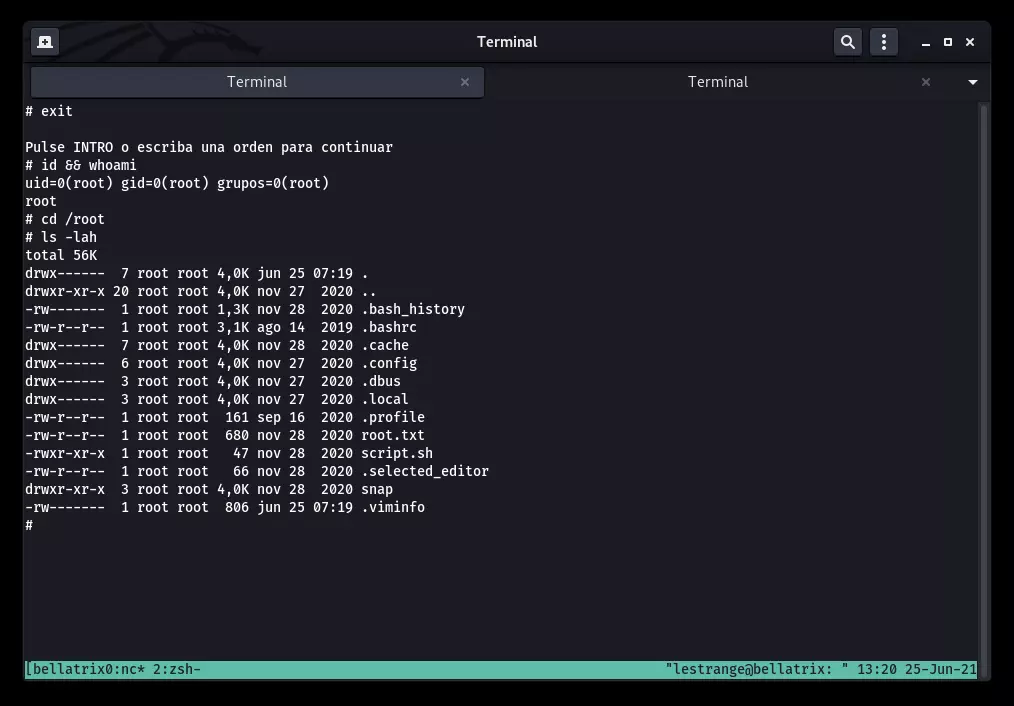 Terminal
Terminal Terminal
# exit
Pulse INTRO o escriba una orden para continuar
# id && whoami
uid=0(root) gid=0(root) grupos=0(root)
root
# cd /root
# ls -lah
total 56K
drwx------  7 root root 4,0K jun 25 07:19 .
drwxr-xr-x 20 root root 4,0K nov 27  2020 ..
-rw-------  1 root root 1,3K nov 28  2020 .bash_history
-rw-r--r--  1 root root 3,1K ago 14  2019 .bashrc
drwx------  7 root root 4,0K nov 28  2020 .cache
drwx------  6 root root 4,0K nov 27  2020 .config
drwx------  3 root root 4,0K nov 27  2020 .dbus
drwx------  3 root root 4,0K nov 27  2020 .local
-rw-r--r--  1 root root  161 sep 16  2020 .profile
-rw-r--r--  1 root root  680 nov 28  2020 root.txt
-rwxr-xr-x  1 root root   47 nov 28  2020 script.sh
-rw-r--r--  1 root root   66 nov 28  2020 .selected_editor
drwxr-xr-x  3 root root 4,0K nov 28  2020 snap
-rw-------  1 root root  806 jun 25 07:19 .viminfo
#
[bellatrix0:nc* 2:zsh- "lestrange@bellatrix: " 13:20 25-Jun-21